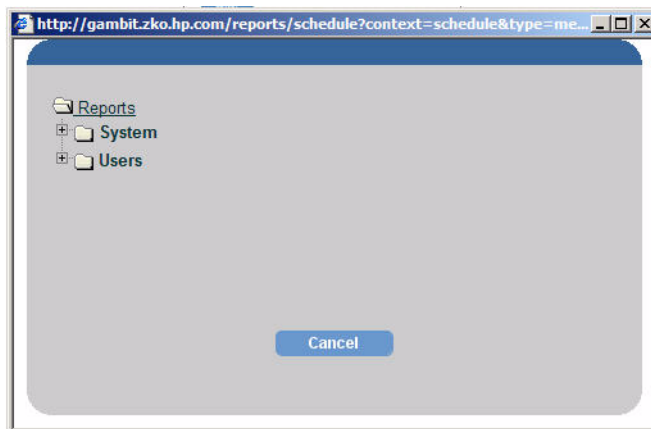 http://gambit.zko.hp.com/reports/schedule?context=schedule&type=me...
Reports
System
Users
Cancel